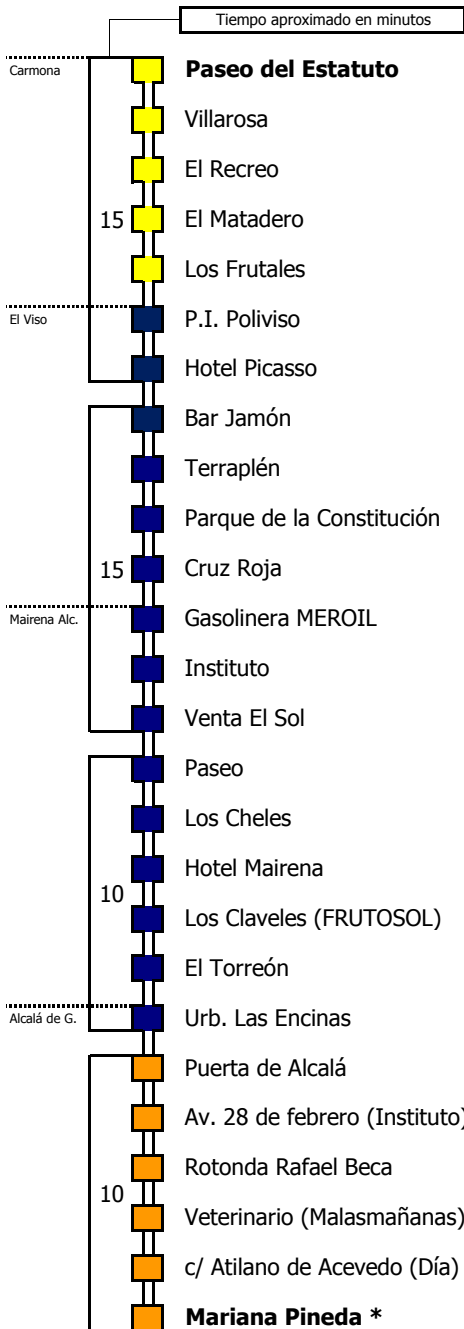 Tiempo aproximado en minutos
Carmona
Paseo del Estatuto
Villarosa
El Recreo
15
El Matadero
Los Frutales
El Viso
P.I. Poliviso
Hotel Picasso
Bar Jamón
Terraplén
Parque de la Constitución
15
Cruz Roja
Mairena Alc.
Gasolinera MEROIL
Instituto
Venta El Sol
Paseo
Los Cheles
Hotel Mairena
10
Los Claveles (FRUTOSOL)
El Torreón
Alcalá de G.
Urb. Las Encinas
Puerta de Alcalá
Av. 28 de febrero (Instituto)
Rotonda Rafael Beca
10
Veterinario (Malasmañanas)
c/ Atilano de Acevedo (Día)
Mariana Pineda *